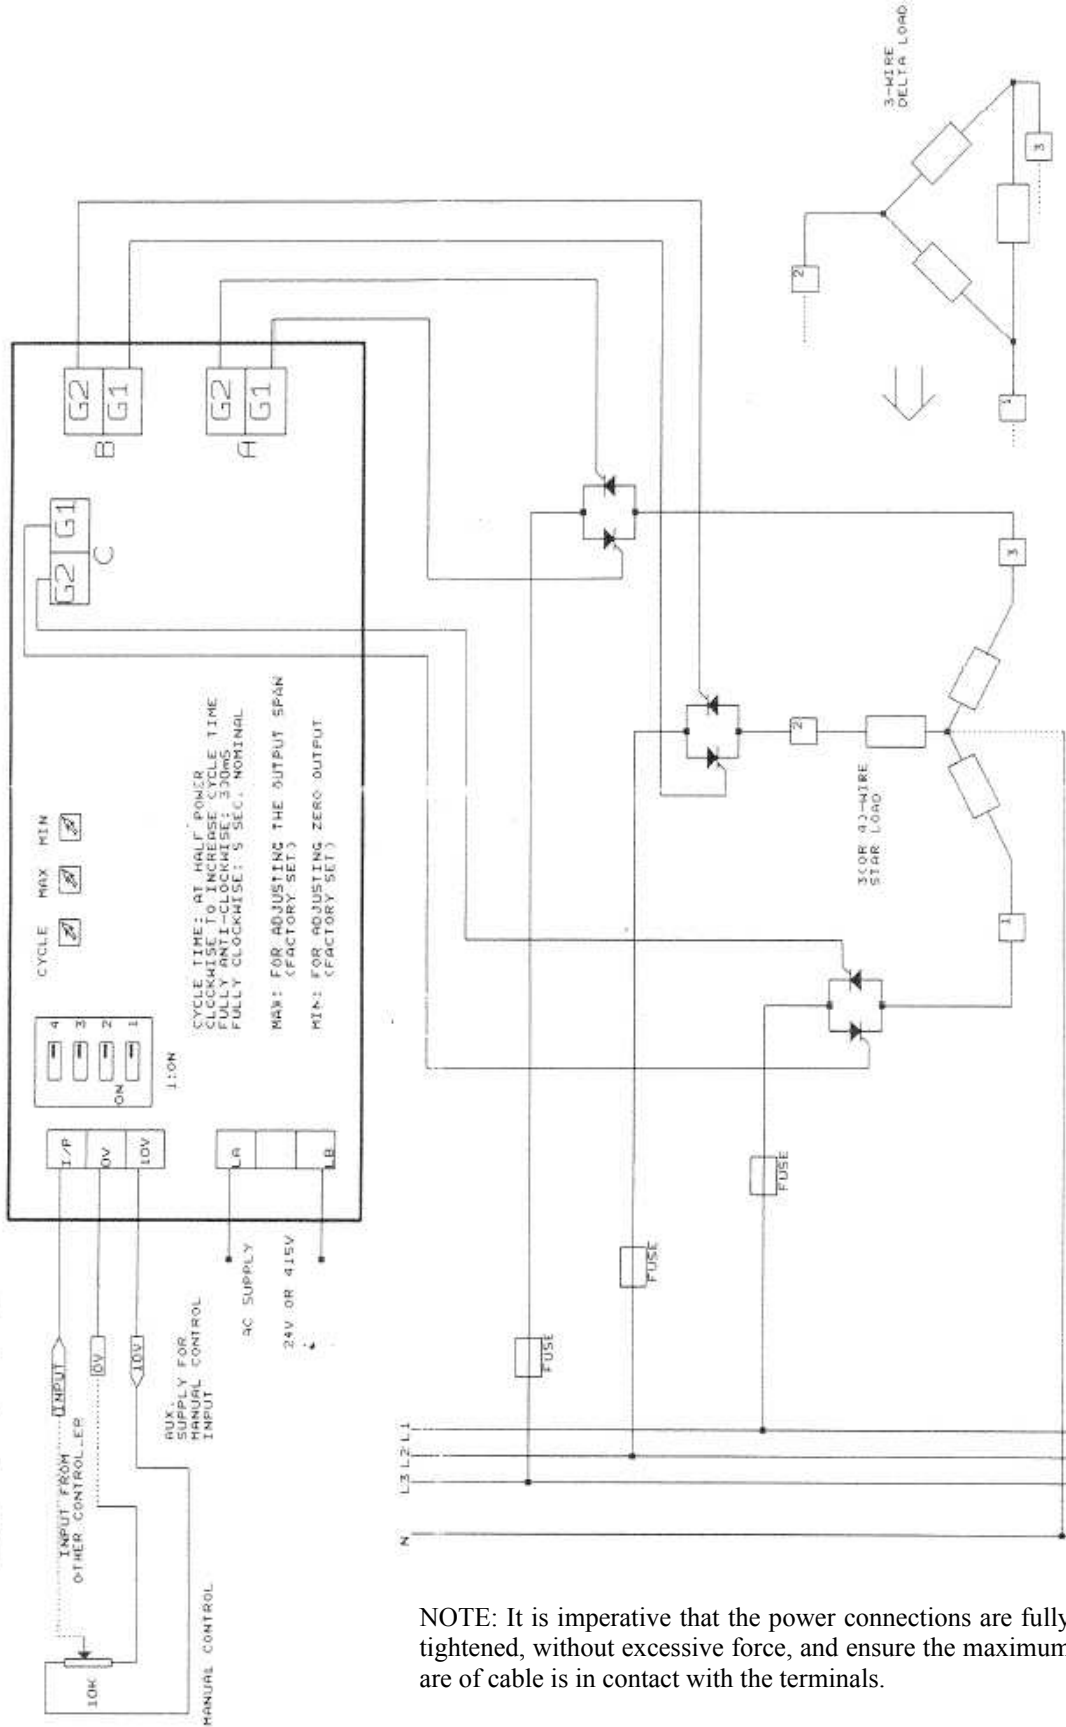 3-WIRE
DELTA LOAD
2
3
1
G2
G1
B
G2
G1
A
G2
G1
C
CYCLE
MAX
MIN
4
3
2
1
ON
1:ON
CYCLE TIME: AT HALF POWER
CLOCKWISE TO INCREASE CYCLE TIME
FULLY ANTI-CLOCKWISE: 300mS
FULLY CLOCKWISE: 5 SEC. NOMINAL
MAX: FOR ADJUSTING THE OUTPUT SPAN
(FACTORY SET)
MIN: FOR ADJUSTING ZERO OUTPUT
(FACTORY SET)
I/P
0V
10V
LA
LB
AC SUPPLY
24V OR 415V
INPUT
0V
10V
INPUT FROM
OTHER CONTROLLER
AUX.
SUPPLY FOR
MANUAL CONTROL
INPUT
10K
MANUAL CONTROL
3(OR 4)-WIRE
STAR LOAD
1
2
3
FUSE
FUSE
FUSE
L1
L2
L3
N
NOTE: It is imperative that the power connections are fully
tightened, without excessive force, and ensure the maximum
are of cable is in contact with the terminals.